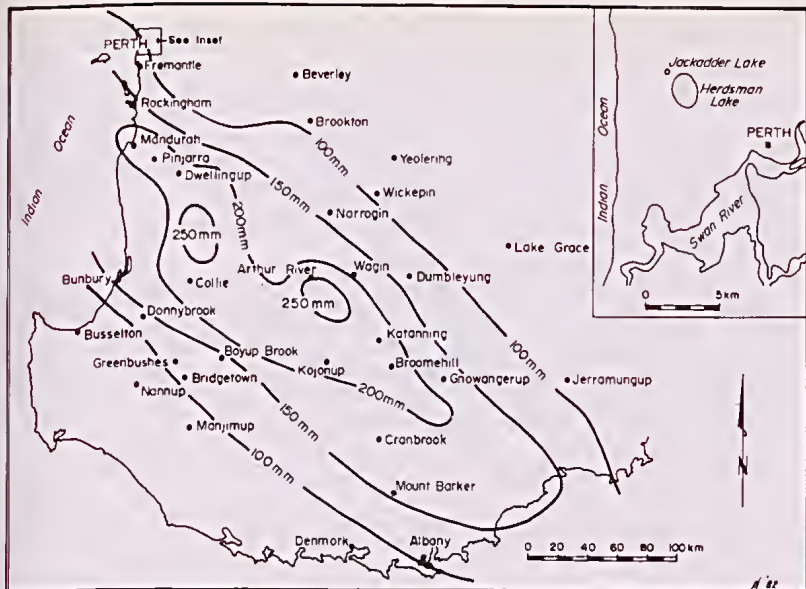 PERTH
See Inset
Fremantle
Beverley
Rockingham
Brookton
Mandurah
Pinjarra
Dwellingup
Yeolering
Wickepin
Narrogin
Lake Grace
Arthur River
Wagin
Dumbleyung
Bunbury
Collie
Donnybrook
Katanning
Busselton
Boyup Brook
Greenbushes
Kojonup
Broomehill
Bridgetown
Gnowangerup
Jerramungup
Nannup
Manjimup
Cranbrook
Mount Barker
Denmark
Albany
Indian Ocean
100mm
150mm
200mm
250mm
250mm
100mm
200mm
150mm
100mm
N
0 20 40 60 80 100km
Jackadder Lake
Herdsman
Lake
PERTH
Indian Ocean
Swan River
0 5km